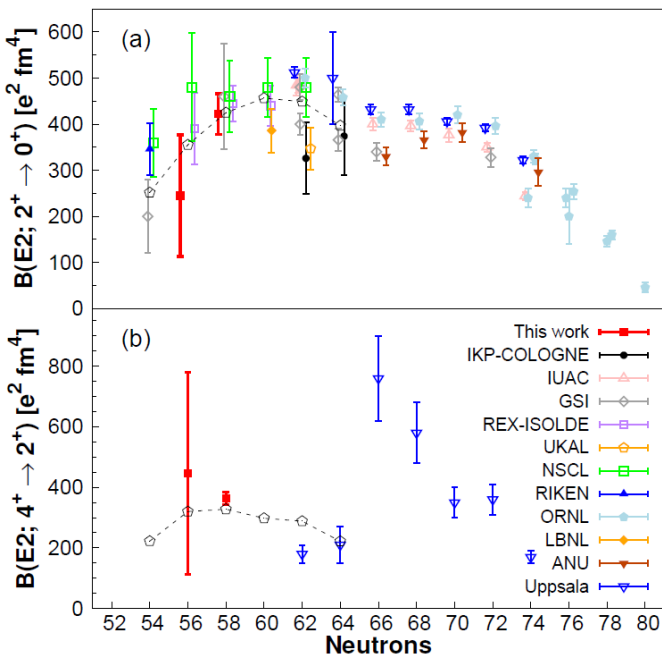 (a)
B(E2; 2⁺ → 0⁺) [e² fm⁴]
600
500
400
300
200
100
0
(b)
B(E2; 4⁺ → 2⁺) [e² fm⁴]
800
600
400
200
0
This work
IKP-COLOGNE
IUAC
GSI
REX-ISOLDE
UKAL
NSCL
RIKEN
ORNL
LBNL
ANU
Uppsala
52 54 56 58 60 62 64 66 68 70 72 74 76 78 80
Neutrons